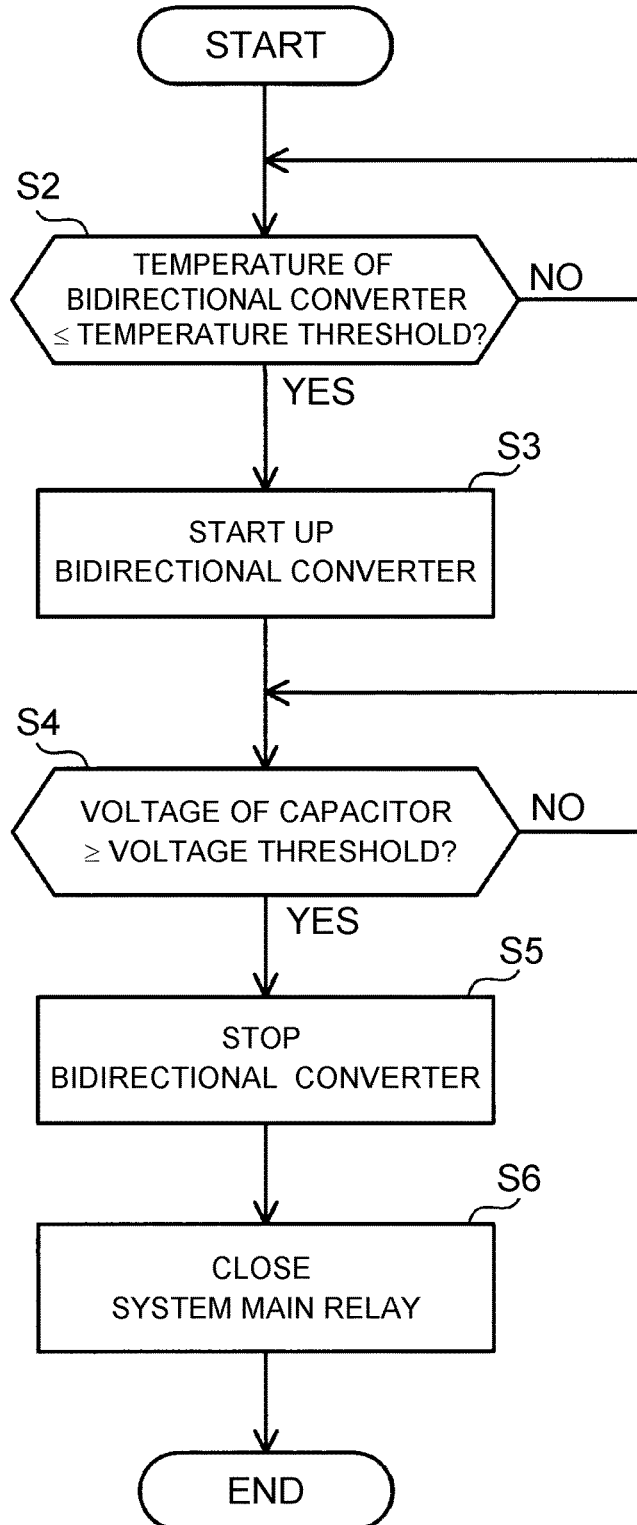 START
S2
TEMPERATURE OF
BIDIRECTIONAL CONVERTER
≤ TEMPERATURE THRESHOLD?
NO
YES
S3
START UP
BIDIRECTIONAL CONVERTER
S4
VOLTAGE OF CAPACITOR
≥ VOLTAGE THRESHOLD?
NO
YES
S5
STOP
BIDIRECTIONAL CONVERTER
S6
CLOSE
SYSTEM MAIN RELAY
END